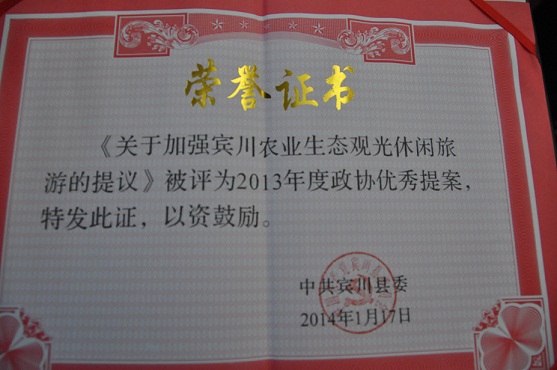 荣誉证书
《关于加强宾川农业生态观光休闲旅
游的提议》被评为2013年度政协优秀提案，
特发此证，以资鼓励。
中共宾川县委
2014年1月17日